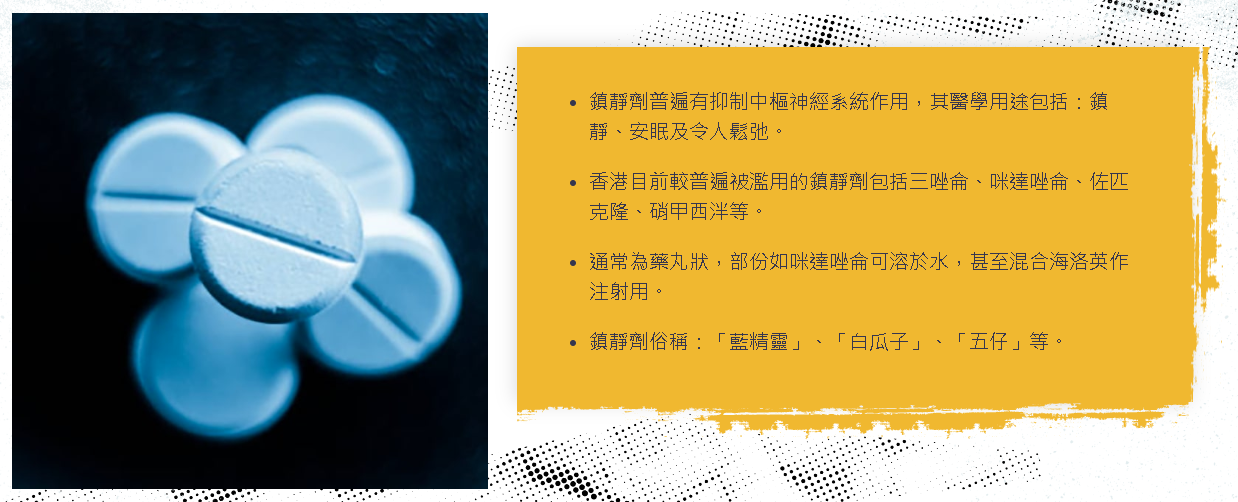 • 鎮靜劑普遍有抑制中樞神經系統作用，其醫學用途包括：鎮
靜、安眠及令人鬆弛。
• 香港目前較普遍被濫用的鎮靜劑包括三唑侖、咪達唑侖、佐匹
克隆、硝甲西泮等。
• 通常為藥丸狀，部份如咪達唑侖可溶於水，甚至混合海洛英作
注射用。
• 鎮靜劑俗稱：「藍精靈」、「白瓜子」、「五仔」等。